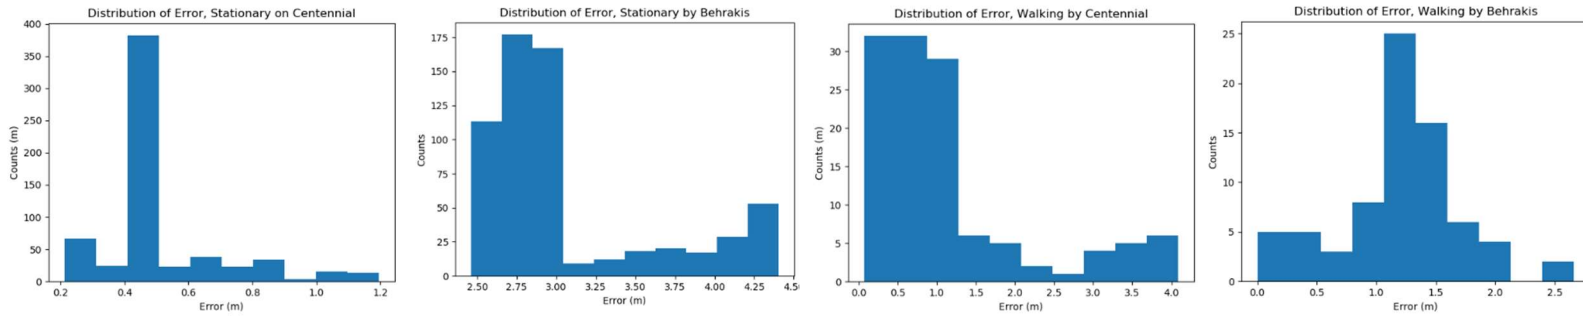 Distribution of Error, Stationary on Centennial
400
350
300
250
200
150
100
50
0
Counts (m)
0.2 0.4 0.6 0.8 1.0 1.2
Error (m)
Distribution of Error, Stationary by Behrakis
175
150
125
100
75
50
25
0
Counts
2.50 2.75 3.00 3.25 3.50 3.75 4.00 4.25 4.5
Error (m)
Distribution of Error, Walking by Centennial
30
25
20
15
10
5
0
Counts (m)
0.0 0.5 1.0 1.5 2.0 2.5 3.0 3.5 4.0
Error (m)
Distribution of Error, Walking by Behrakis
25
20
15
10
5
0
Counts
0.0 0.5 1.0 1.5 2.0 2.5
Error (m)